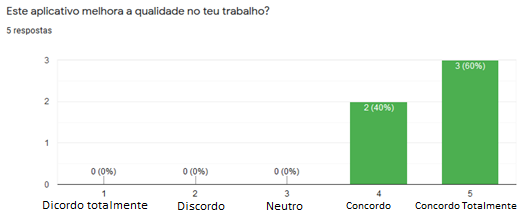 Este aplicativo melhora a qualidade no teu trabalho?
5 respostas
3
2
1
0
0 (0%)
0 (0%)
0 (0%)
2 (40%)
3 (60%)
1
2
3
4
5
Dicordo totalmente
Discordo
Neutro
Concordo
Concordo Totalmente